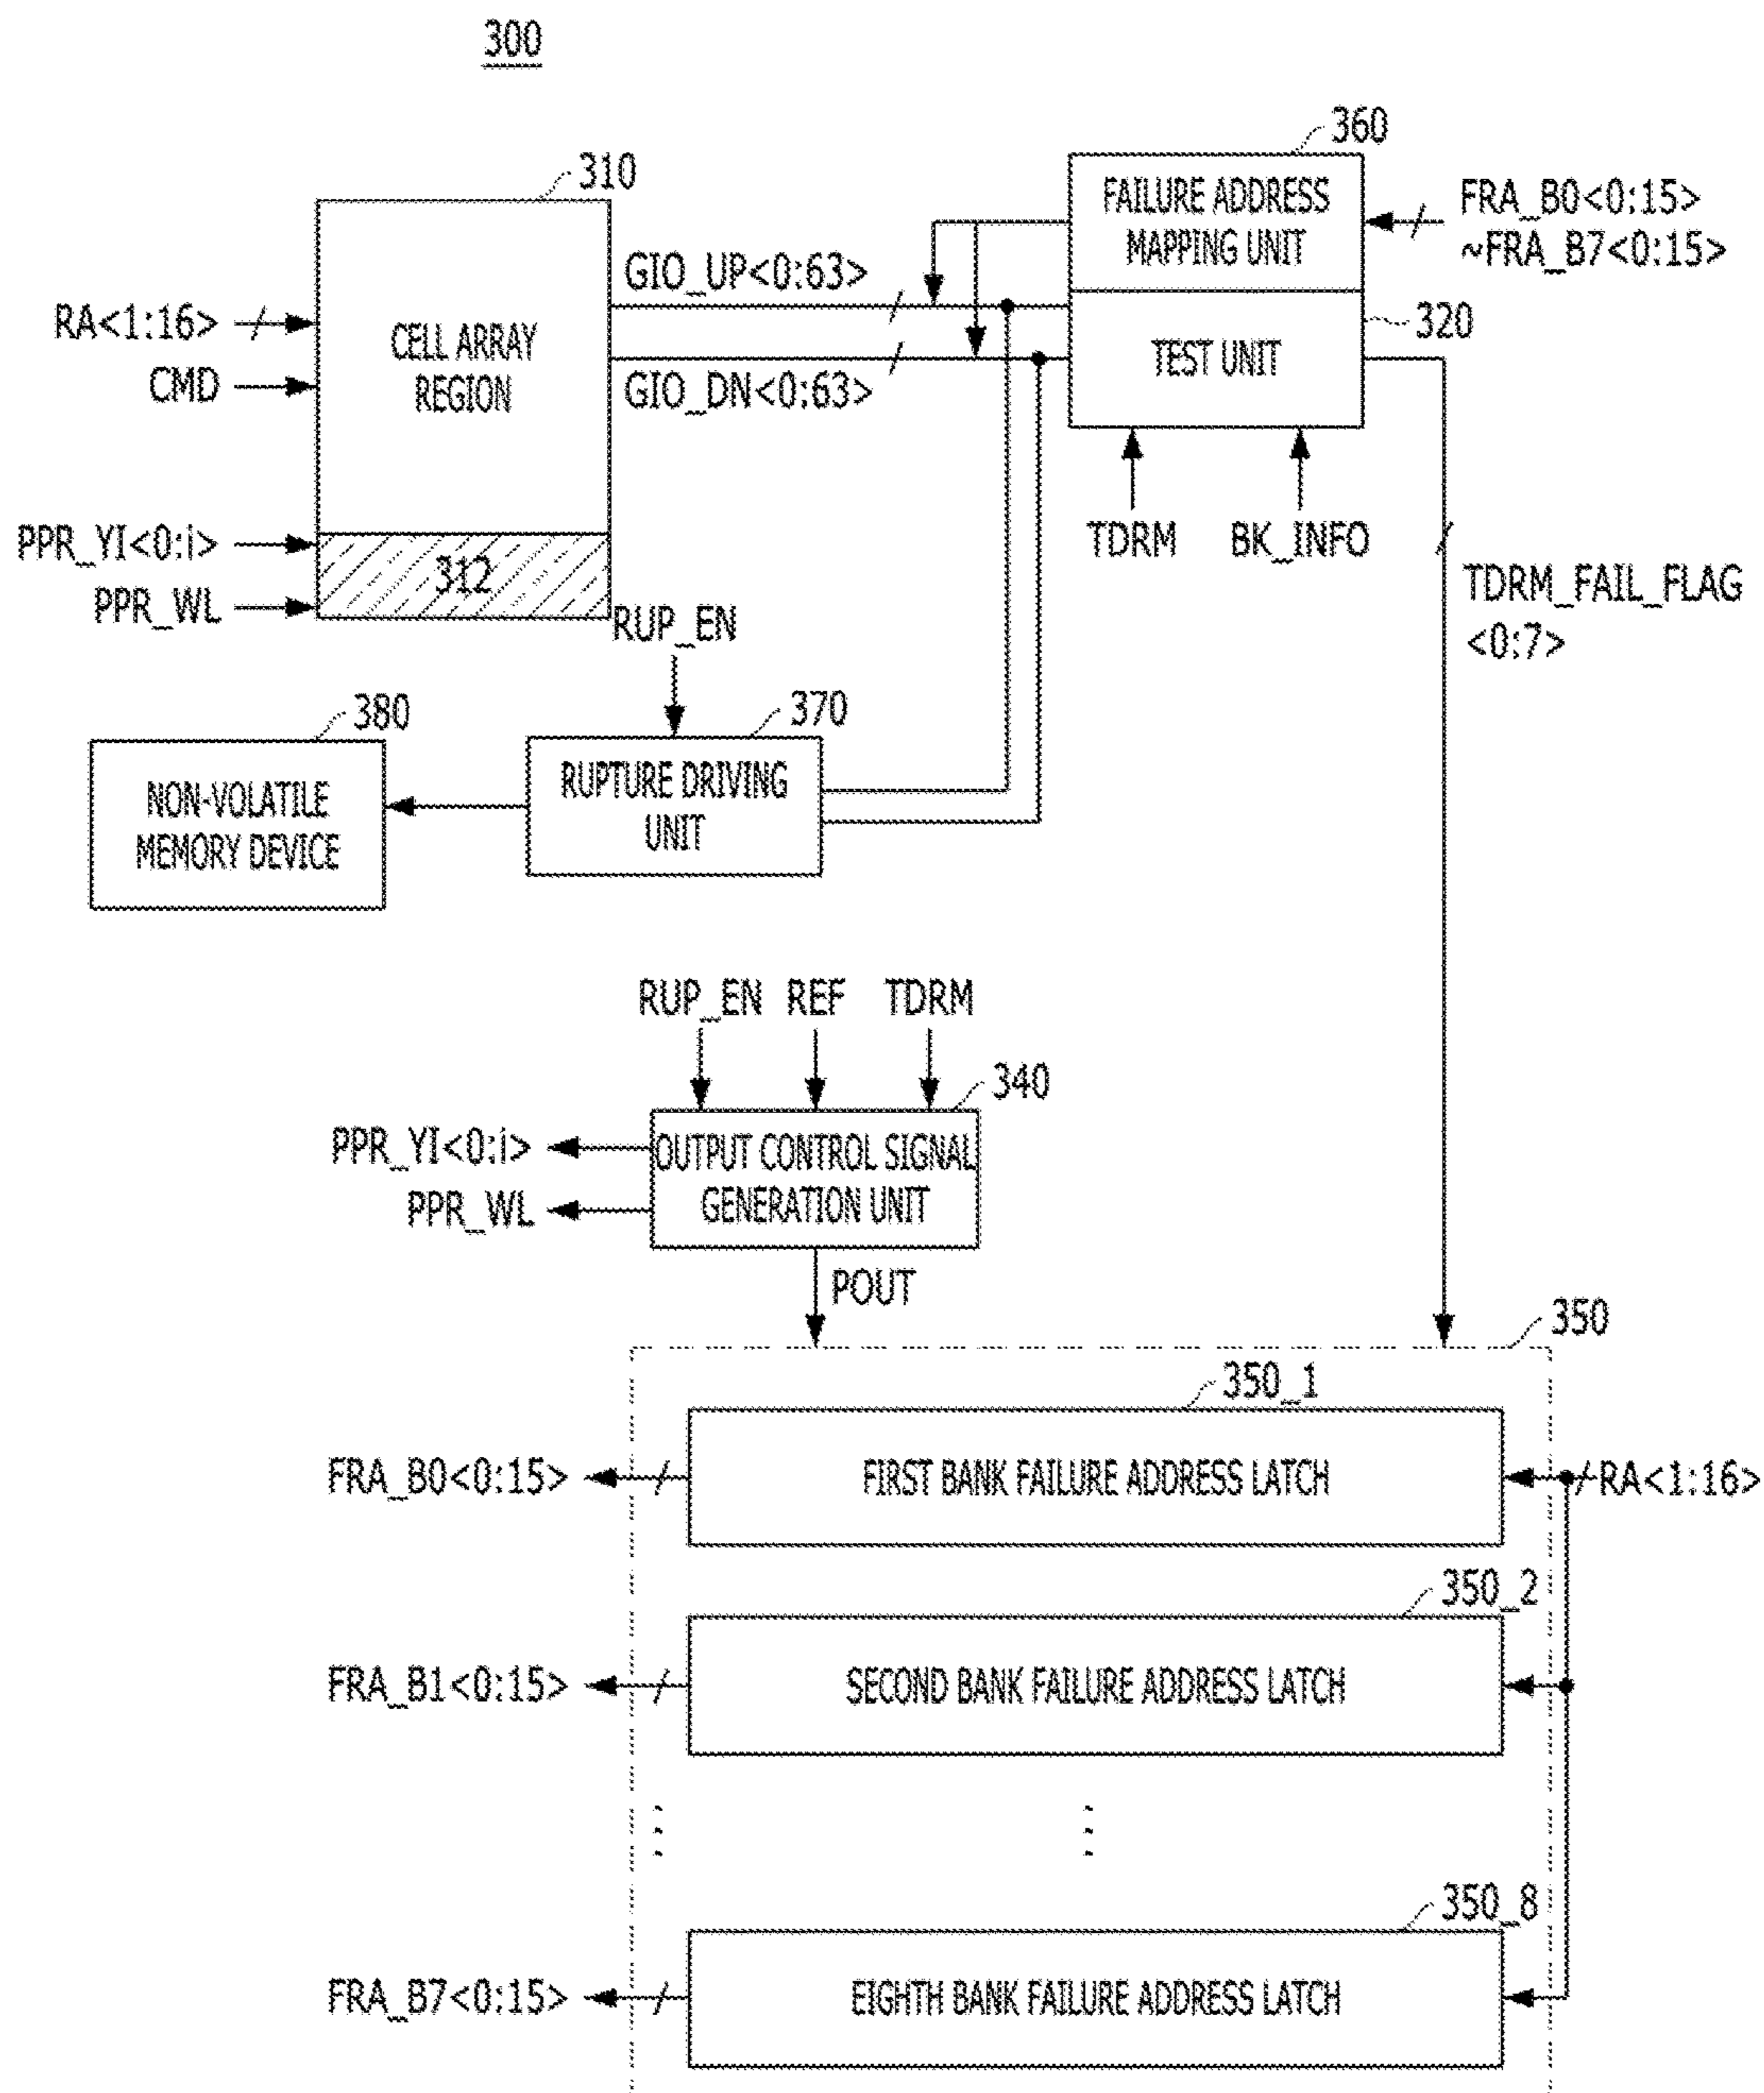 300
360
310
FAILURE ADDRESS
MAPPING UNIT
FRA_B0<0:15>
~FRA_B7<0:15>
GIO_UP<0:63>
RA<1:16>
CELL ARRAY
REGION
320
TEST UNIT
CMD
GIO_DN<0:63>
TDRM
BK_INFO
PPR_YI<0:i>
312
PPR_WL
RUP_EN
TDRM_FAIL_FLAG
<0:7>
380
370
NON-VOLATILE
MEMORY DEVICE
RUPTURE DRIVING
UNIT
RUP_EN
REF
TDRM
340
PPR_YI<0:i>
OUTPUT CONTROL SIGNAL
GENERATION UNIT
PPR_WL
POUT
350
350_1
FRA_B0<0:15>
FIRST BANK FAILURE ADDRESS LATCH
RA<1:16>
350_2
FRA_B1<0:15>
SECOND BANK FAILURE ADDRESS LATCH
350_8
FRA_B7<0:15>
EIGHTH BANK FAILURE ADDRESS LATCH